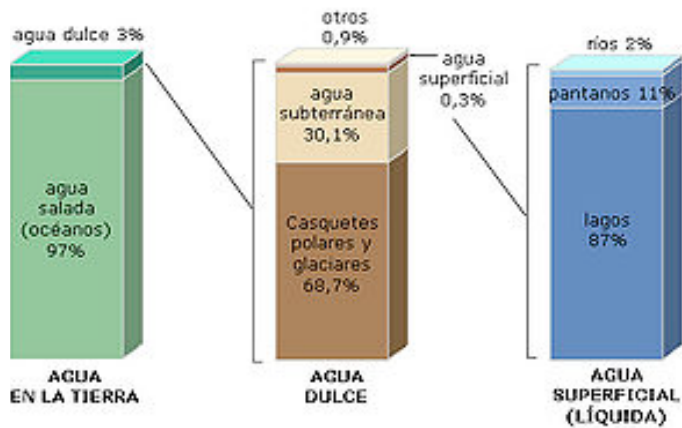 agua dulce 3%
agua
salada
(océanos)
97%
AGUA
EN LA TIERRA
otros
0,9%
agua
superficial
0,3%
agua
subterránea
30,1%
Casquetes
polares y
glaciares
68,7%
AGUA
DULCE
ríos 2%
pantanos 11%
lagos
87%
AGUA
SUPERFICIAL
(LÍQUIDA)